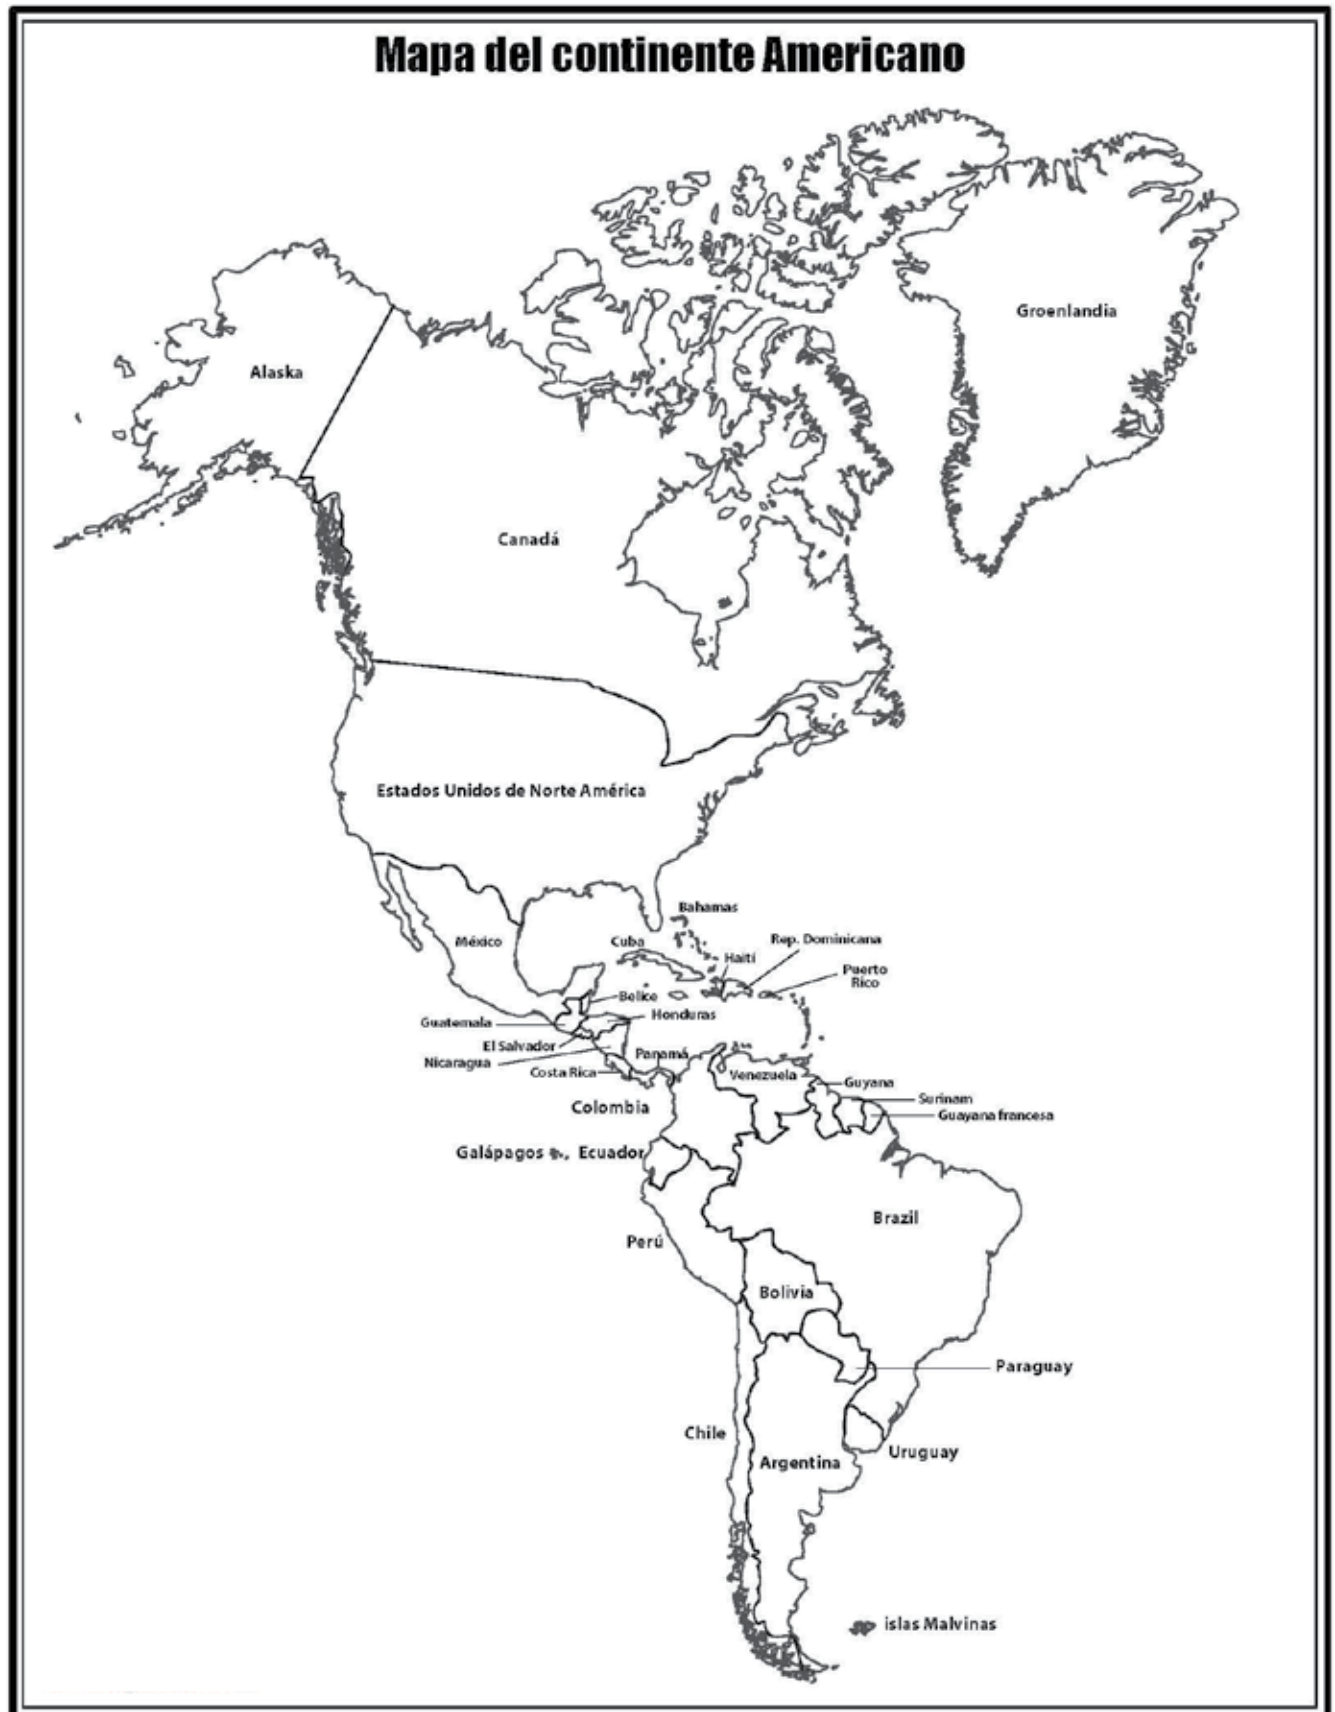 Mapa del continente Americano
Groenlandia
Alaska
Canadá
Estados Unidos de Norte América
Bahamas
México
Cuba
Rep. Dominicana
Haití
Puerto
Rico
Belice
Guatemala
Honduras
El Salvador
Nicaragua
Panamá
Costa Rica
Venezuela
Guyana
Surinam
Colombia
Guayana francesa
Galápagos
Ecuador
Brazil
Perú
Bolivia
Paraguay
Chile
Uruguay
Argentina
islas Malvinas